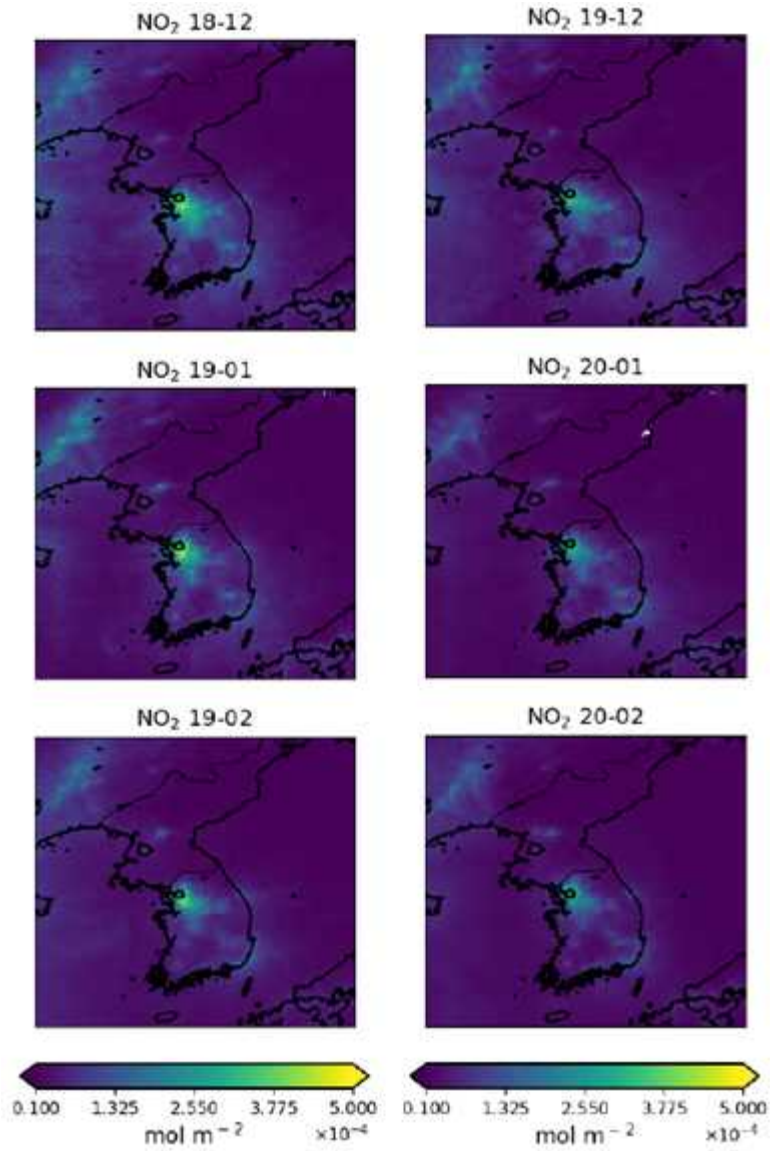 NO₂ 18-12 NO₂ 19-12
NO₂ 19-01 NO₂ 20-01
NO₂ 19-02 NO₂ 20-02
0.100 1.325 2.550 3.775 5.000 0.100 1.325 2.550 3.775 5.000
mol m⁻² ×10⁻⁴ mol m⁻² ×10⁻⁴